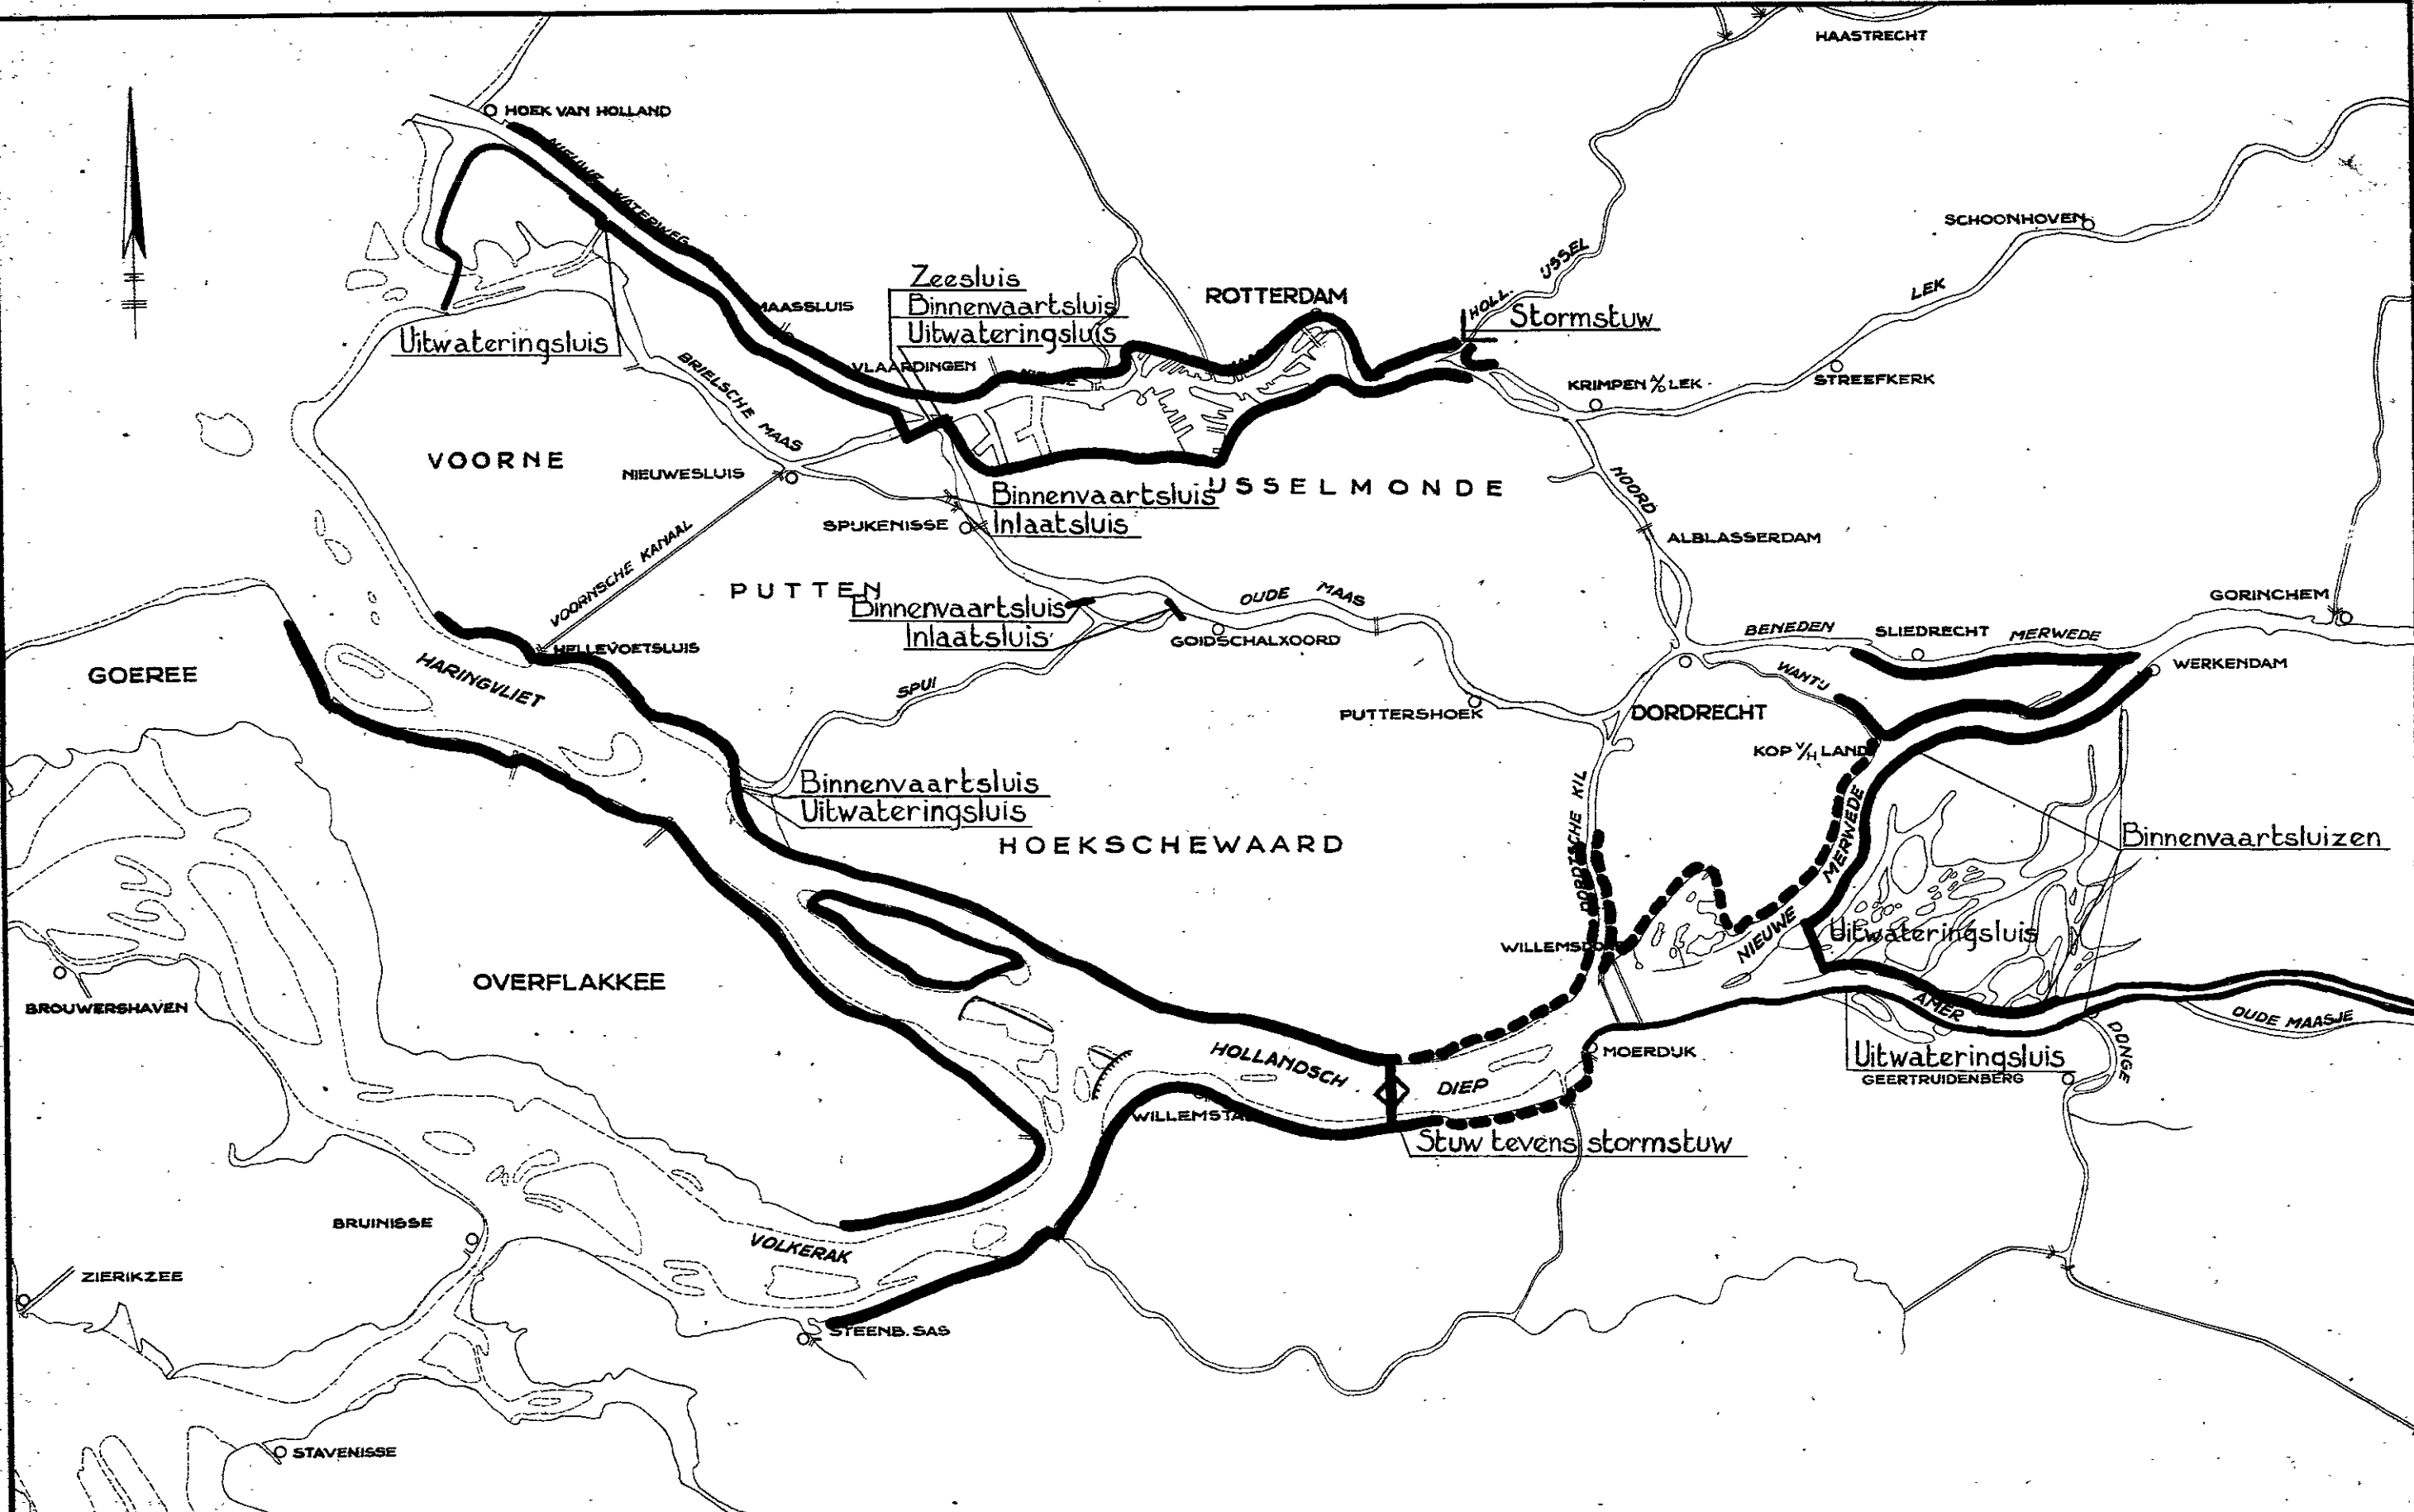 HAASTRECHT
HOEK VAN HOLLAND
NIEUWE WATERWEG
SCHOONHOVEN
HOLL. IJSSEL
LEK
Zeesluis
Binnenvaartsluis
Uitwateringsluis
ROTTERDAM
Stormstuw
MAASSLUIS
Uitwateringsluis
VLAARDINGEN
KRIMPEN A/D LEK
STREEFKERK
BRIELSCHE MAAS
VOORNE
NIEUWESLUIS
IJSSELMONDE
NOORD
Binnenvaartsluis
Inlaatsluis
SPIJKENISSE
ALBLASSERDAM
VOORNSCHE KANAAL
PUTTEN
Binnenvaartsluis
Inlaatsluis
OUDE MAAS
GOIDSCHALXOORD
GORINCHEM
BENEDEN MERWEDE
SLIEDRECHT
WERKENDAM
HELLEVOETSLUIS
GOEREE
HARINGVLIET
SPUI
WANTIJ
PUTTERSHOEK
DORDRECHT
KOP V/H LAND
Binnenvaartsluis
Uitwateringsluis
DORDTSCHE KIL
HOEKSCHEWAARD
NIEUWE MERWEDE
Binnenvaartsluizen
WILLEMSDORP
Uitwateringsluis
OVERFLAKKEE
BROUWERSHAVEN
AMER
OUDE MAASJE
HOLLANDSCH DIEP
MOERDIJK
DONGE
Uitwateringsluis
GEERTRUIDENBERG
WILLEMSTAD
Stuw tevens stormstuw
BRUINISSE
VOLKERAK
ZIERIKZEE
STEENB. SAS
STAVENISSE